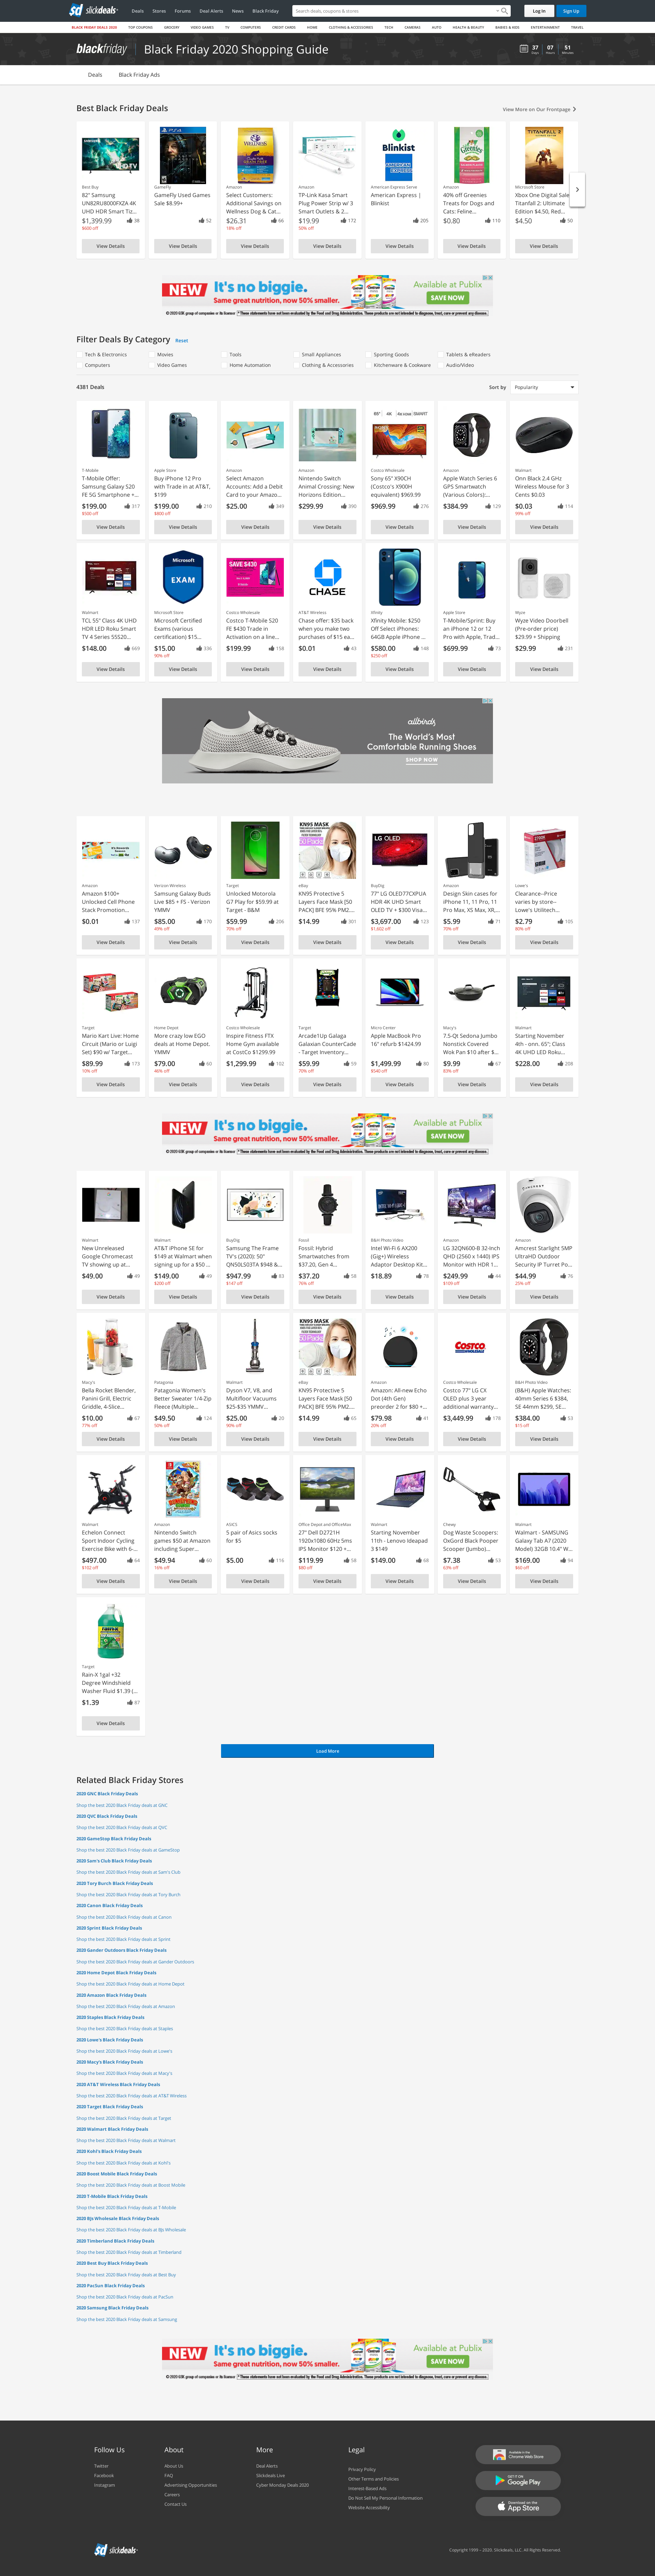 slickdeals
Deals Stores Forums Deal Alerts News Black Friday
Search deals, coupons & stores
Log In Sign Up
BLACK FRIDAY DEALS 2020 TOP COUPONS GROCERY VIDEO GAMES TV COMPUTERS CREDIT CARDS HOME CLOTHING & ACCESSORIES TECH CAMERAS AUTO HEALTH & BEAUTY BABIES & KIDS ENTERTAINMENT TRAVEL
blackfriday Black Friday 2020 Shopping Guide
37 07 51
Days Hours Minutes
Deals Black Friday Ads
Best Black Friday Deals
View More on Our Frontpage
Best Buy GameFly Amazon Amazon American Express Serve Amazon Microsoft Store
82" Samsung UN82RU8000FXZA 4K UHD HDR Smart Tiz...
$1,399.99 38
$600 off
GameFly Used Games Sale $8.99+
52
Select Customers: Additional Savings on Wellness Dog & Cat...
$26.31 66
18% off
TP-Link Kasa Smart Plug Power Strip w/ 3 Smart Outlets & 2...
$19.99 172
50% off
American Express | Blinkist
205
40% off Greenies Treats for Dogs and Cats: Feline...
$0.80 110
Xbox One Digital Sale: Titanfall 2: Ultimate Edition $4.50, Red...
$4.50 50
View Details View Details View Details View Details View Details View Details View Details
NEW It's no biggie. Same great nutrition, now 50% smaller.
Available at Publix
SAVE NOW
Filter Deals By Category Reset
Tech & Electronics Movies Tools Small Appliances Sporting Goods Tablets & eReaders
Computers Video Games Home Automation Clothing & Accessories Kitchenware & Cookware Audio/Video
4381 Deals
Sort by Popularity
T-Mobile
T-Mobile Offer: Samsung Galaxy S20 FE 5G Smartphone +...
$199.00 317
$500 off
Apple Store
Buy iPhone 12 Pro with Trade in at AT&T, $199
$199.00 210
$800 off
Amazon
Select Amazon Accounts: Add a Debit Card to your Amazo...
$25.00 349
Amazon
Nintendo Switch Animal Crossing: New Horizons Edition...
$299.99 390
Costco Wholesale
Sony 65" X90CH (Costco's X900H equivalent) $969.99
$969.99 276
Amazon
Apple Watch Series 6 GPS Smartwatch (Various Colors):...
$384.99 129
Walmart
Onn Black 2.4 GHz Wireless Mouse for 3 Cents $0.03
$0.03 114
99% off
View Details View Details View Details View Details View Details View Details View Details
Walmart
TCL 55" Class 4K UHD HDR LED Roku Smart TV 4 Series 55S20...
$148.00 669
Microsoft Store
Microsoft Certified Exams (various certification) $15...
$15.00 336
90% off
Costco Wholesale
Costco T-Mobile S20 FE $430 Trade in Activation on a line...
$199.99 158
AT&T Wireless
Chase offer: $35 back when you make two purchases of $15 ea...
$0.01 43
Xfinity
Xfinity Mobile: $250 Off Select iPhones: 64GB Apple iPhone ...
$580.00 148
$250 off
Apple Store
T-Mobile/Sprint: Buy an iPhone 12 or 12 Pro with Apple, Trad...
$699.99 73
Wyze
Wyze Video Doorbell (Pre-order price) $29.99 + Shipping
$29.99 231
View Details View Details View Details View Details View Details View Details View Details
allbirds
The World's Most
Comfortable Running Shoes
SHOP NOW
Amazon
Amazon $100+ Unlocked Cell Phone Stack Promotion...
$0.01 137
Verizon Wireless
Samsung Galaxy Buds Live $85 + FS - Verizon YMMV
$85.00 170
49% off
Target
Unlocked Motorola G7 Play for $59.99 at Target - B&M
$59.99 206
70% off
eBay
KN95 Protective 5 Layers Face Mask [50 PACK] BFE 95% PM2....
$14.99 301
BuyDig
77" LG OLED77CXPUA HDR 4K UHD Smart OLED TV + $300 Visa...
$3,697.00 123
$1,602 off
Amazon
Design Skin cases for iPhone 11, 11 Pro, 11 Pro Max, XS Max, XR,...
$5.99 71
70% off
Lowe's
Clearance--Price varies by store-- Lowe's Utilitech...
$2.79 105
80% off
View Details View Details View Details View Details View Details View Details View Details
Target
Mario Kart Live: Home Circuit (Mario or Luigi Set) $90 w/ Target...
$89.99 173
10% off
Home Depot
More crazy low EGO deals at Home Depot. YMMV
$79.00 60
46% off
Costco Wholesale
Inspire Fitness FTX Home Gym available at CostCo $1299.99
$1,299.99 102
Target
Arcade1Up Galaga Galaxian CounterCade - Target Inventory...
$59.99 59
70% off
Micro Center
Apple MacBook Pro 16" refurb $1424.99
$1,499.99 80
$540 off
Macy's
7.5-Qt Sedona Jumbo Nonstick Covered Wok Pan $10 after $...
$9.99 67
83% off
Walmart
Starting November 4th - onn. 65"; Class 4K UHD LED Roku...
$228.00 208
View Details View Details View Details View Details View Details View Details View Details
NEW It's no biggie. Same great nutrition, now 50% smaller.
Available at Publix
SAVE NOW
Walmart
New Unreleased Google Chromecast TV showing up at...
$49.00 49
Walmart
AT&T iPhone SE for $149 at Walmart when signing up for a $50 ...
$149.00 49
$200 off
BuyDig
Samsung The Frame TV's (2020); 50" QN50LS03TA $948 &...
$947.99 83
$147 off
Fossil
Fossil: Hybrid Smartwatches from $37.20, Gen 4...
$37.20 58
76% off
B&H Photo Video
Intel Wi-Fi 6 AX200 (Gig+) Wireless Adaptor Desktop Kit...
$18.89 78
Amazon
LG 32QN600-B 32-Inch QHD (2560 x 1440) IPS Monitor with HDR 1...
$249.99 44
$109 off
Amazon
Amcrest Starlight 5MP UltraHD Outdoor Security IP Turret Po...
$44.99 76
25% off
View Details View Details View Details View Details View Details View Details View Details
Macy's
Bella Rocket Blender, Panini Grill, Electric Griddle, 4-Slice...
$10.00 67
77% off
Patagonia
Patagonia Women's Better Sweater 1/4-Zip Fleece (Multiple...
$49.50 124
50% off
Walmart
Dyson V7, V8, and Multifloor Vacuums $25-$35 YMMV...
$25.00 20
90% off
eBay
KN95 Protective 5 Layers Face Mask [50 PACK] BFE 95% PM2....
$14.99 65
Amazon
Amazon: All-new Echo Dot (4th Gen) preorder 2 for $80 +...
$79.98 41
20% off
Costco Wholesale
Costco 77" LG CX OLED plus 3 year additional warranty...
$3,449.99 178
B&H Photo Video
(B&H) Apple Watches: 40mm Series 6 $384, SE 44mm $299, SE...
$384.00 53
$15 off
View Details View Details View Details View Details View Details View Details View Details
Walmart
Echelon Connect Sport Indoor Cycling Exercise Bike with 6-...
$497.00 64
$102 off
Amazon
Nintendo Switch games $50 at Amazon including Super...
$49.94 60
16% off
ASICS
5 pair of Asics socks for $5
$5.00 116
Office Depot and OfficeMax
27" Dell D2721H 1920x1080 60Hz 5ms IPS Monitor $120 +...
$119.99 58
$80 off
Walmart
Starting November 11th - Lenovo Ideapad 3 $149
$149.00 68
Chewy
Dog Waste Scoopers: OxGord Black Pooper Scooper (Jumbo)...
$7.38 53
63% off
Walmart
Walmart - SAMSUNG Galaxy Tab A7 (2020 Model) 32GB 10.4" W...
$169.00 94
$60 off
View Details View Details View Details View Details View Details View Details View Details
Target
Rain-X 1gal +32 Degree Windshield Washer Fluid $1.39 (...
$1.39 87
View Details
Load More
Related Black Friday Stores
2020 GNC Black Friday Deals
Shop the best 2020 Black Friday deals at GNC
2020 QVC Black Friday Deals
Shop the best 2020 Black Friday deals at QVC
2020 GameStop Black Friday Deals
Shop the best 2020 Black Friday deals at GameStop
2020 Sam's Club Black Friday Deals
Shop the best 2020 Black Friday deals at Sam's Club
2020 Tory Burch Black Friday Deals
Shop the best 2020 Black Friday deals at Tory Burch
2020 Canon Black Friday Deals
Shop the best 2020 Black Friday deals at Canon
2020 Sprint Black Friday Deals
Shop the best 2020 Black Friday deals at Sprint
2020 Gander Outdoors Black Friday Deals
Shop the best 2020 Black Friday deals at Gander Outdoors
2020 Home Depot Black Friday Deals
Shop the best 2020 Black Friday deals at Home Depot
2020 Amazon Black Friday Deals
Shop the best 2020 Black Friday deals at Amazon
2020 Staples Black Friday Deals
Shop the best 2020 Black Friday deals at Staples
2020 Lowe's Black Friday Deals
Shop the best 2020 Black Friday deals at Lowe's
2020 Macy's Black Friday Deals
Shop the best 2020 Black Friday deals at Macy's
2020 AT&T Wireless Black Friday Deals
Shop the best 2020 Black Friday deals at AT&T Wireless
2020 Target Black Friday Deals
Shop the best 2020 Black Friday deals at Target
2020 Walmart Black Friday Deals
Shop the best 2020 Black Friday deals at Walmart
2020 Kohl's Black Friday Deals
Shop the best 2020 Black Friday deals at Kohl's
2020 Boost Mobile Black Friday Deals
Shop the best 2020 Black Friday deals at Boost Mobile
2020 T-Mobile Black Friday Deals
Shop the best 2020 Black Friday deals at T-Mobile
2020 BJs Wholesale Black Friday Deals
Shop the best 2020 Black Friday deals at BJs Wholesale
2020 Timberland Black Friday Deals
Shop the best 2020 Black Friday deals at Timberland
2020 Best Buy Black Friday Deals
Shop the best 2020 Black Friday deals at Best Buy
2020 PacSun Black Friday Deals
Shop the best 2020 Black Friday deals at PacSun
2020 Samsung Black Friday Deals
Shop the best 2020 Black Friday deals at Samsung
NEW It's no biggie. Same great nutrition, now 50% smaller.
Available at Publix
SAVE NOW
Follow Us About More Legal
Twitter
Facebook
Instagram
About Us
FAQ
Advertising Opportunities
Careers
Contact Us
Deal Alerts
Slickdeals Live
Cyber Monday Deals 2020
Privacy Policy
Other Terms and Policies
Interest-Based Ads
Do Not Sell My Personal Information
Website Accessibility
Available in the Chrome Web Store
GET IT ON Google Play
Download on the App Store
slickdeals
Copyright 1999 - 2020. Slickdeals, LLC. All Rights Reserved.